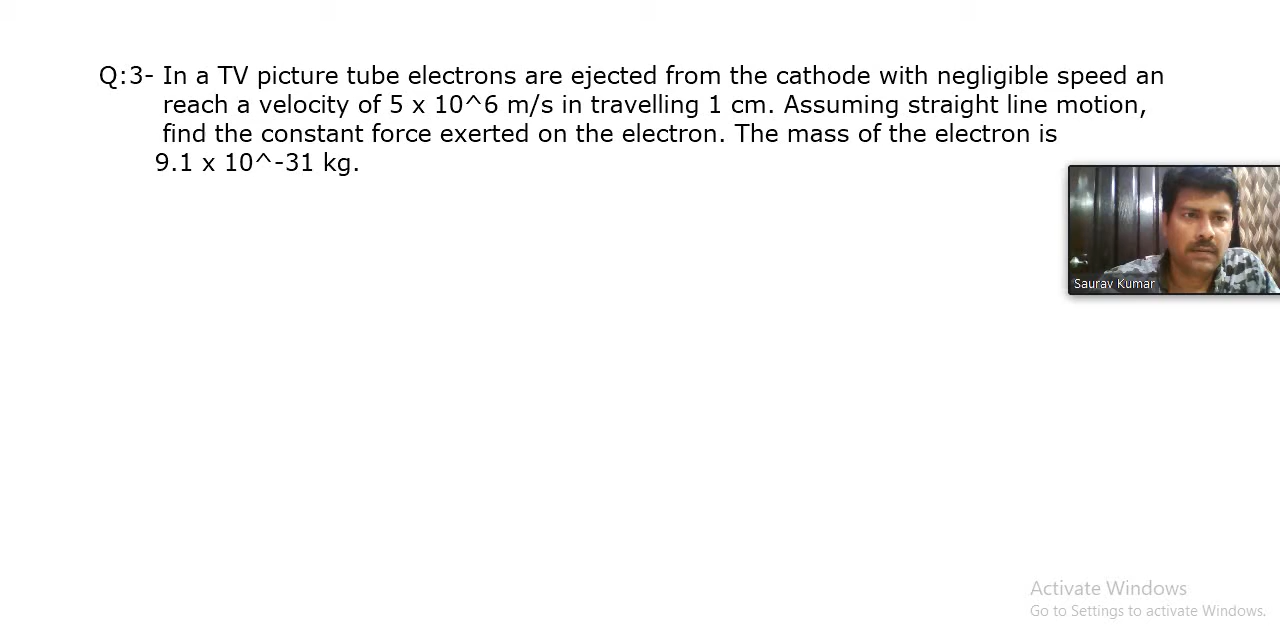 Q:3- In a TV picture tube electrons are ejected from the cathode with negligible speed an
reach a velocity of 5 x 10^6 m/s in travelling 1 cm. Assuming straight line motion,
find the constant force exerted on the electron. The mass of the electron is
9.1 x 10^-31 kg.
Saurav Kumar
Activate Windows
Go to Settings to activate Windows.